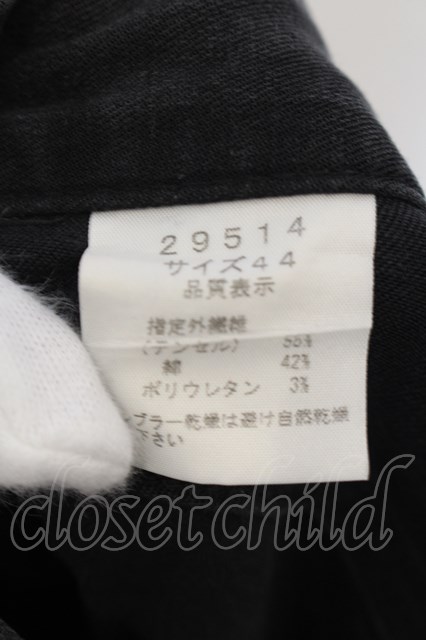 29514
サイズ44
品質表示
指定外繊維
(テンセル) 55%
綿 42%
ポリウレタン 3%
ブラー乾燥は避け自然乾燥
下さい
closetchild